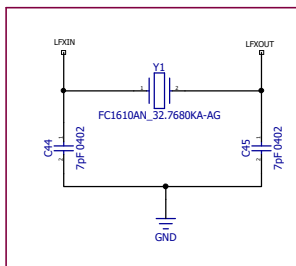 LFXIN
LFXOUT
Y1
1
2
FC1610AN_32.7680KA-AG
1
C44
7pF 0402
2
1
C45
7pF 0402
2
GND